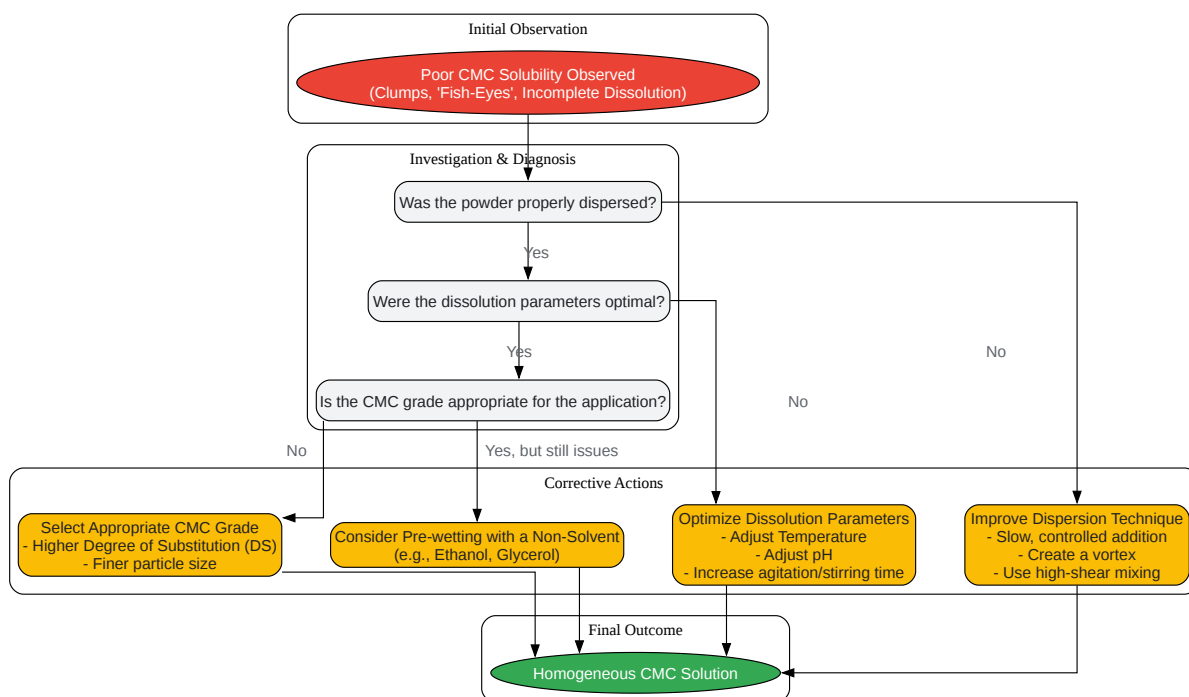 Initial Observation
Poor CMC Solubility Observed
(Clumps, 'Fish-Eyes', Incomplete Dissolution)
Investigation & Diagnosis
Was the powder properly dispersed?
Yes
Were the dissolution parameters optimal?
Yes
No
Is the CMC grade appropriate for the application?
No
No
Yes, but still issues
Corrective Actions
Select Appropriate CMC Grade
- Higher Degree of Substitution (DS)
- Finer particle size
Consider Pre-wetting with a Non-Solvent
(e.g., Ethanol, Glycerol)
Optimize Dissolution Parameters
- Adjust Temperature
- Adjust pH
- Increase agitation/stirring time
Improve Dispersion Technique
- Slow, controlled addition
- Create a vortex
- Use high-shear mixing
Final Outcome
Homogeneous CMC Solution